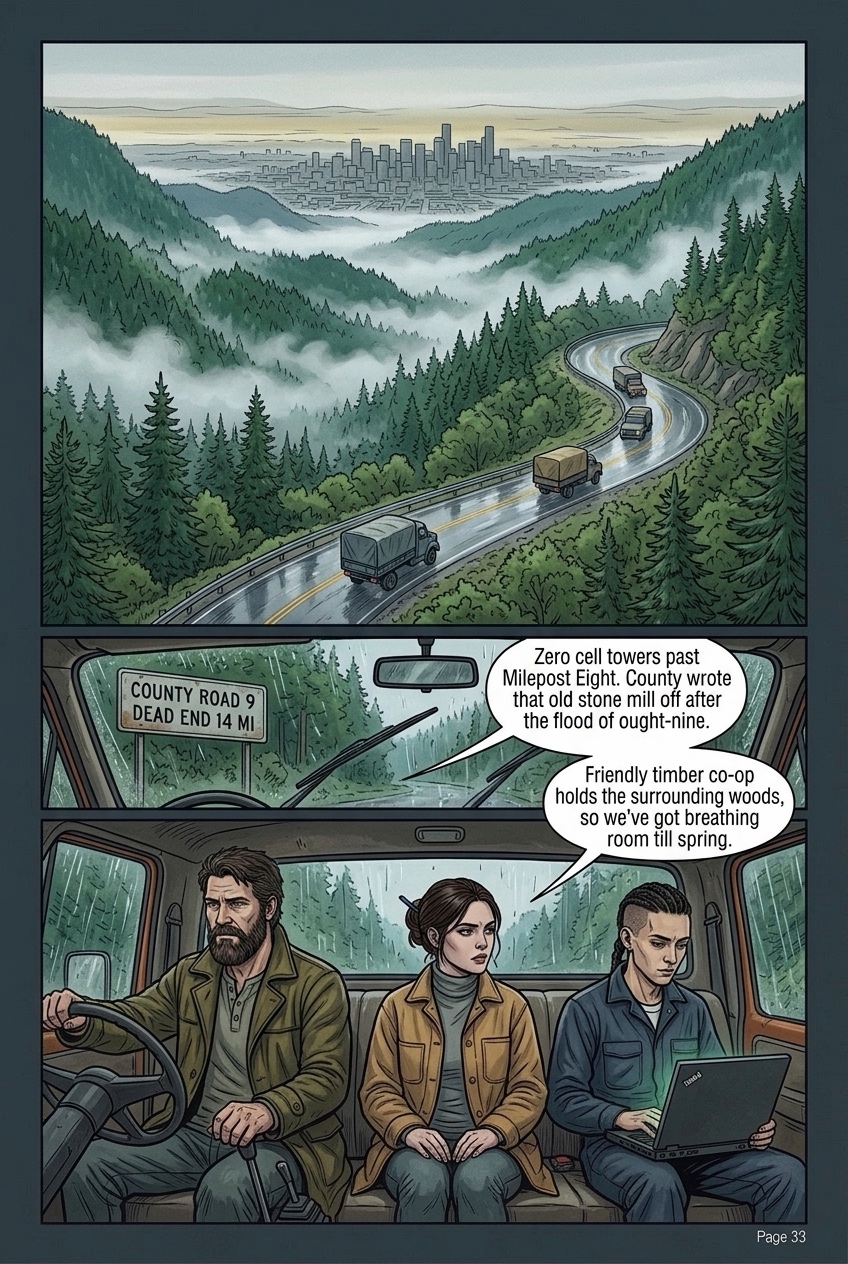 COUNTY ROAD 9
DEAD END 14 MI
Zero cell towers past
Milepost Eight. County wrote
that old stone mill off after
the flood of ought-nine.
Friendly timber co-op
holds the surrounding woods,
so we've got breathing
room till spring.
Page 33